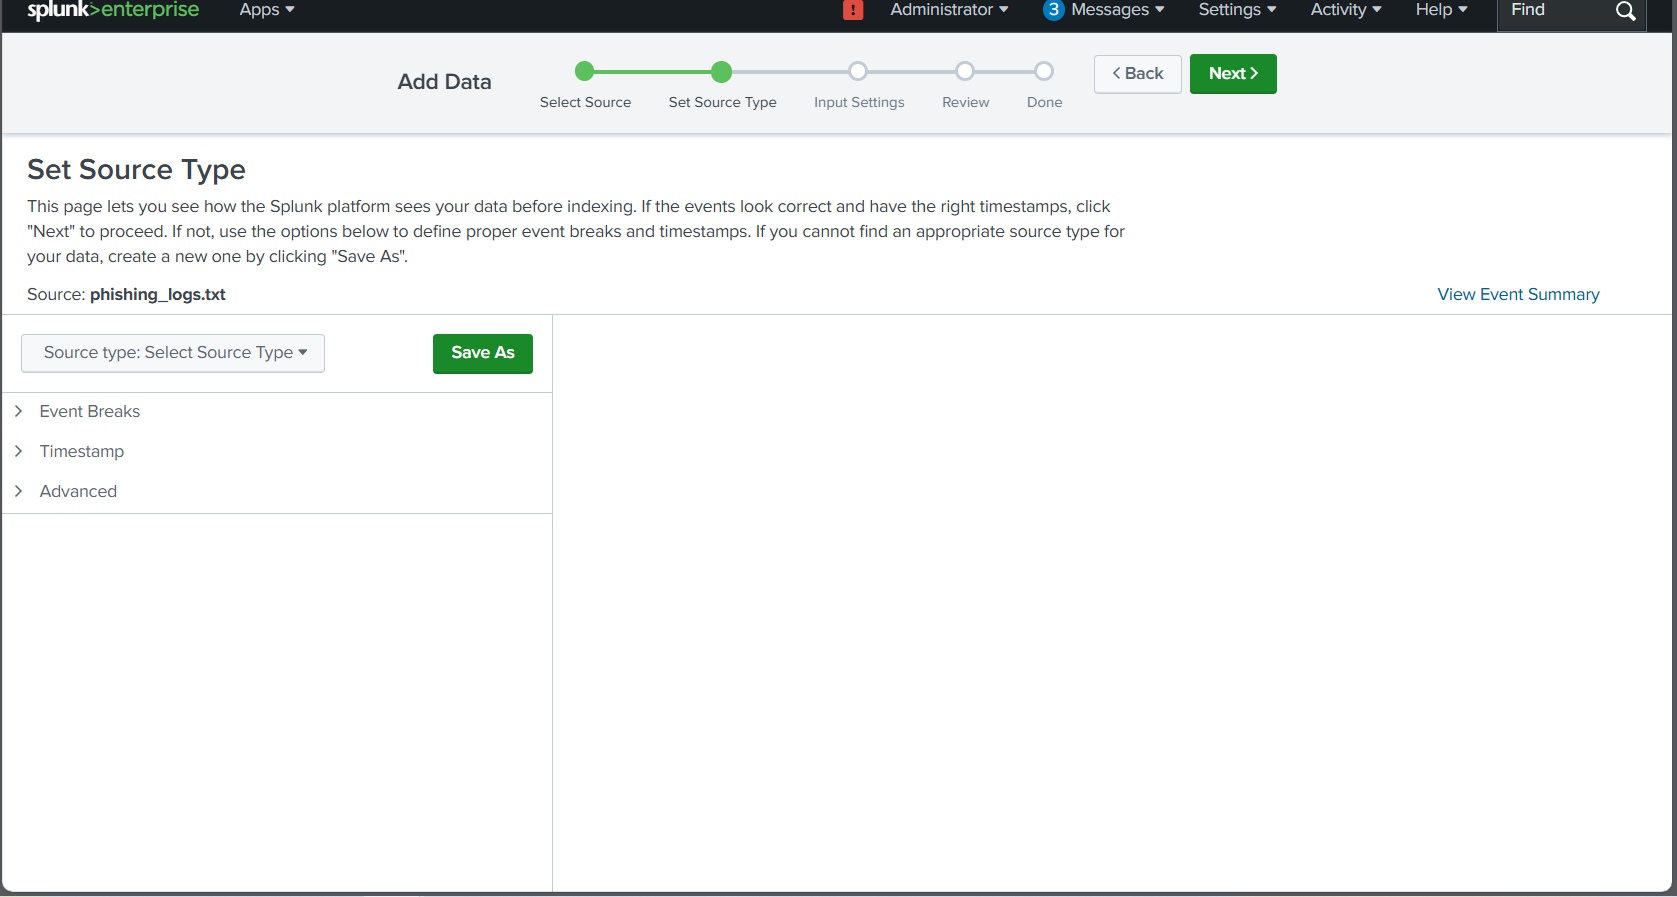 splunk>enterprise Apps ! Administrator 3 Messages Settings Activity Help Find
Add Data
Select Source Set Source Type Input Settings Review Done
< Back Next >
Set Source Type
This page lets you see how the Splunk platform sees your data before indexing. If the events look correct and have the right timestamps, click
"Next" to proceed. If not, use the options below to define proper event breaks and timestamps. If you cannot find an appropriate source type for
your data, create a new one by clicking "Save As".
Source: phishing_logs.txt
View Event Summary
Source type: Select Source Type
Save As
> Event Breaks
> Timestamp
> Advanced